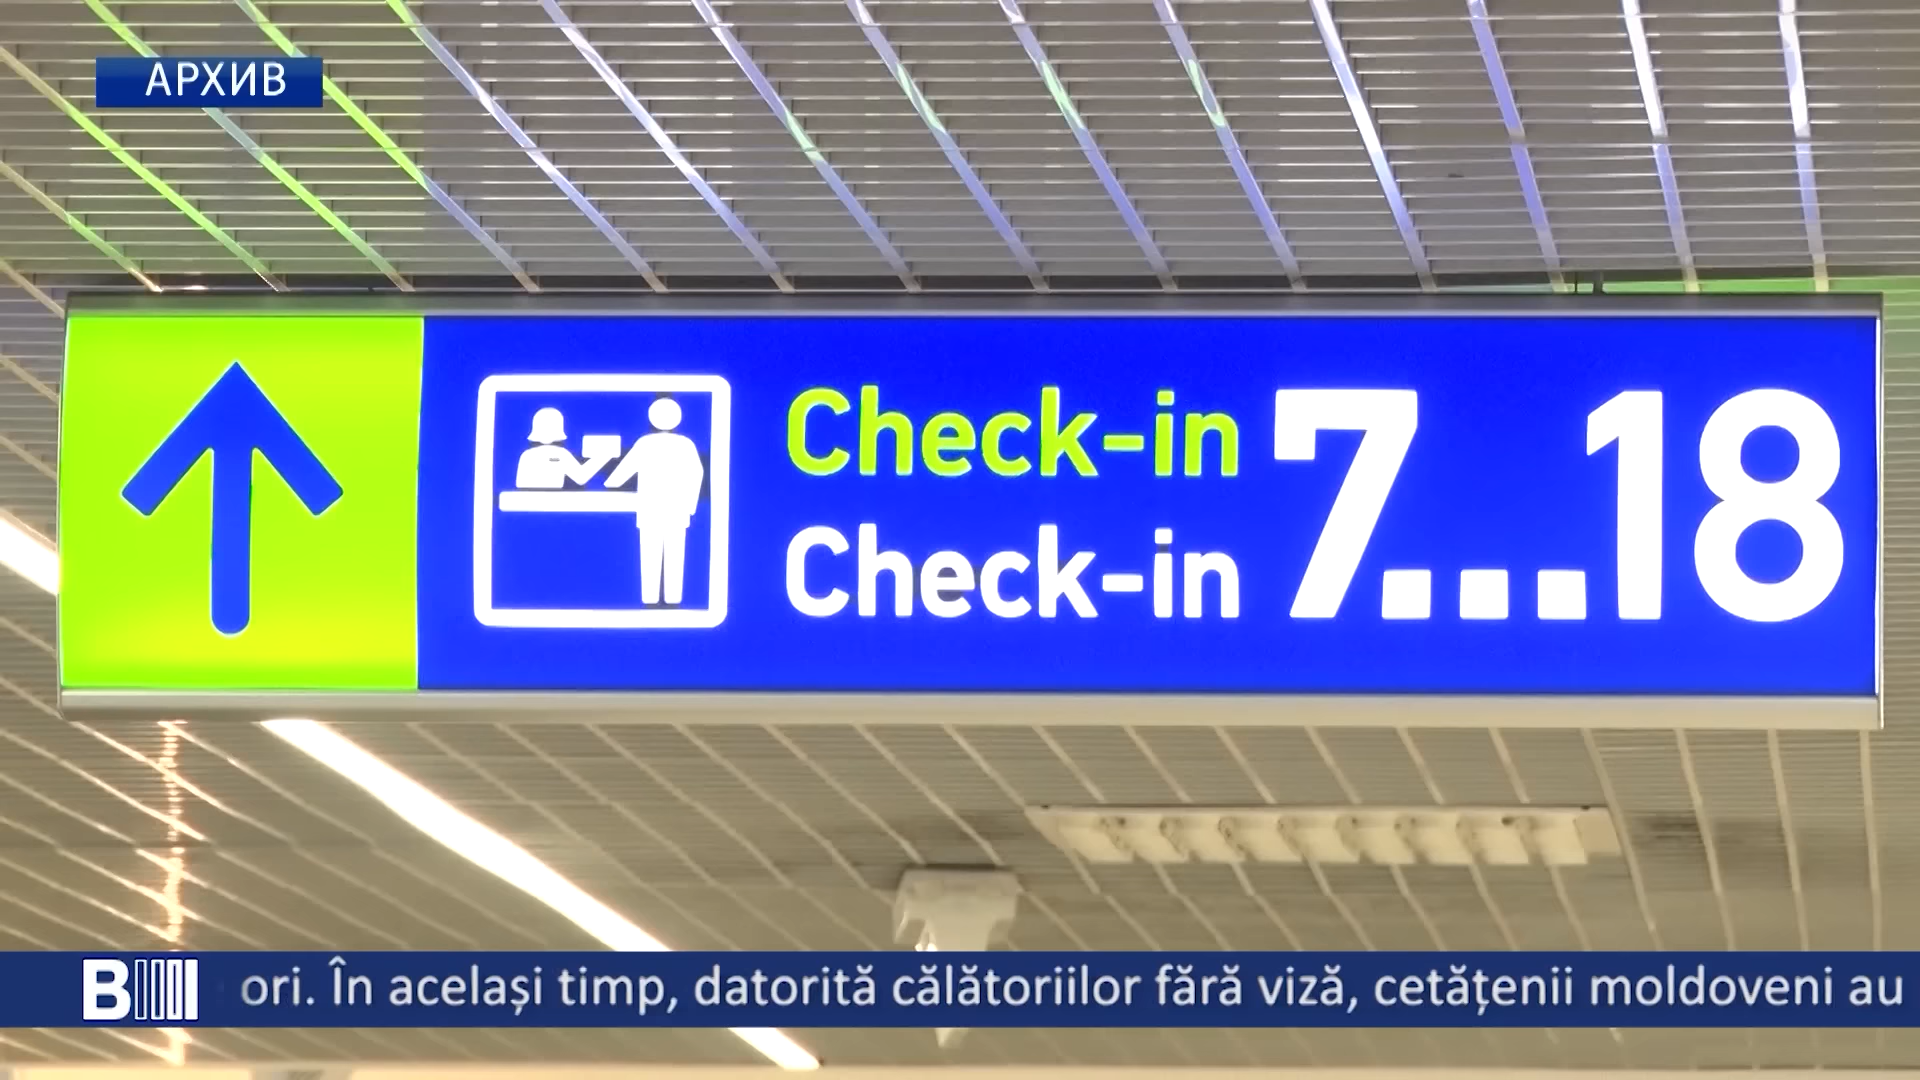 АРХИВ
Check-in 7...18
Check-in
B
ori. În același timp, datorită călătoriilor fără viză, cetățenii moldoveni au